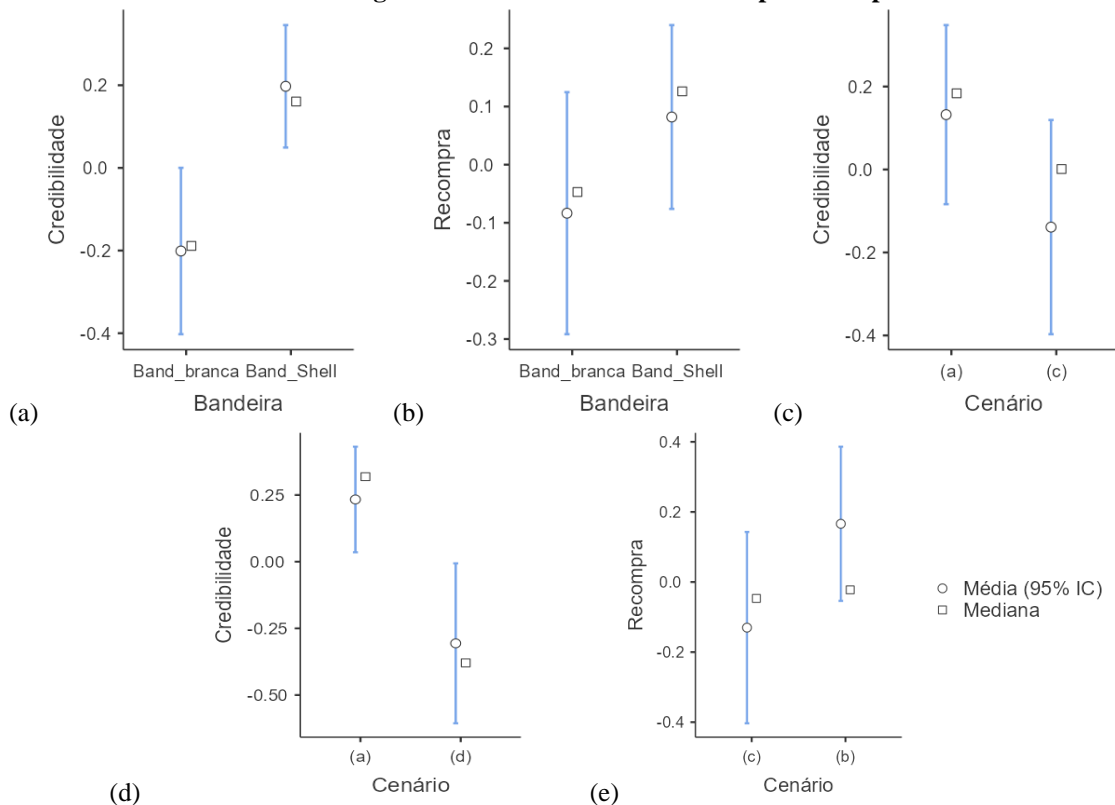 0.2
0.0
-0.2
-0.4
Credibilidade
Band_branca Band_Shell
Bandeira
(a)
0.2
0.1
0.0
-0.1
-0.2
-0.3
Recompra
Band_branca Band_Shell
Bandeira
(b)
0.2
0.0
-0.2
-0.4
Credibilidade
(a) (c)
Cenário
(c)
0.25
0.00
-0.25
-0.50
Credibilidade
(a) (d)
Cenário
(d)
0.4
0.2
0.0
-0.2
-0.4
Recompra
(c) (b)
Cenário
(e)
Média (95% IC)
Mediana